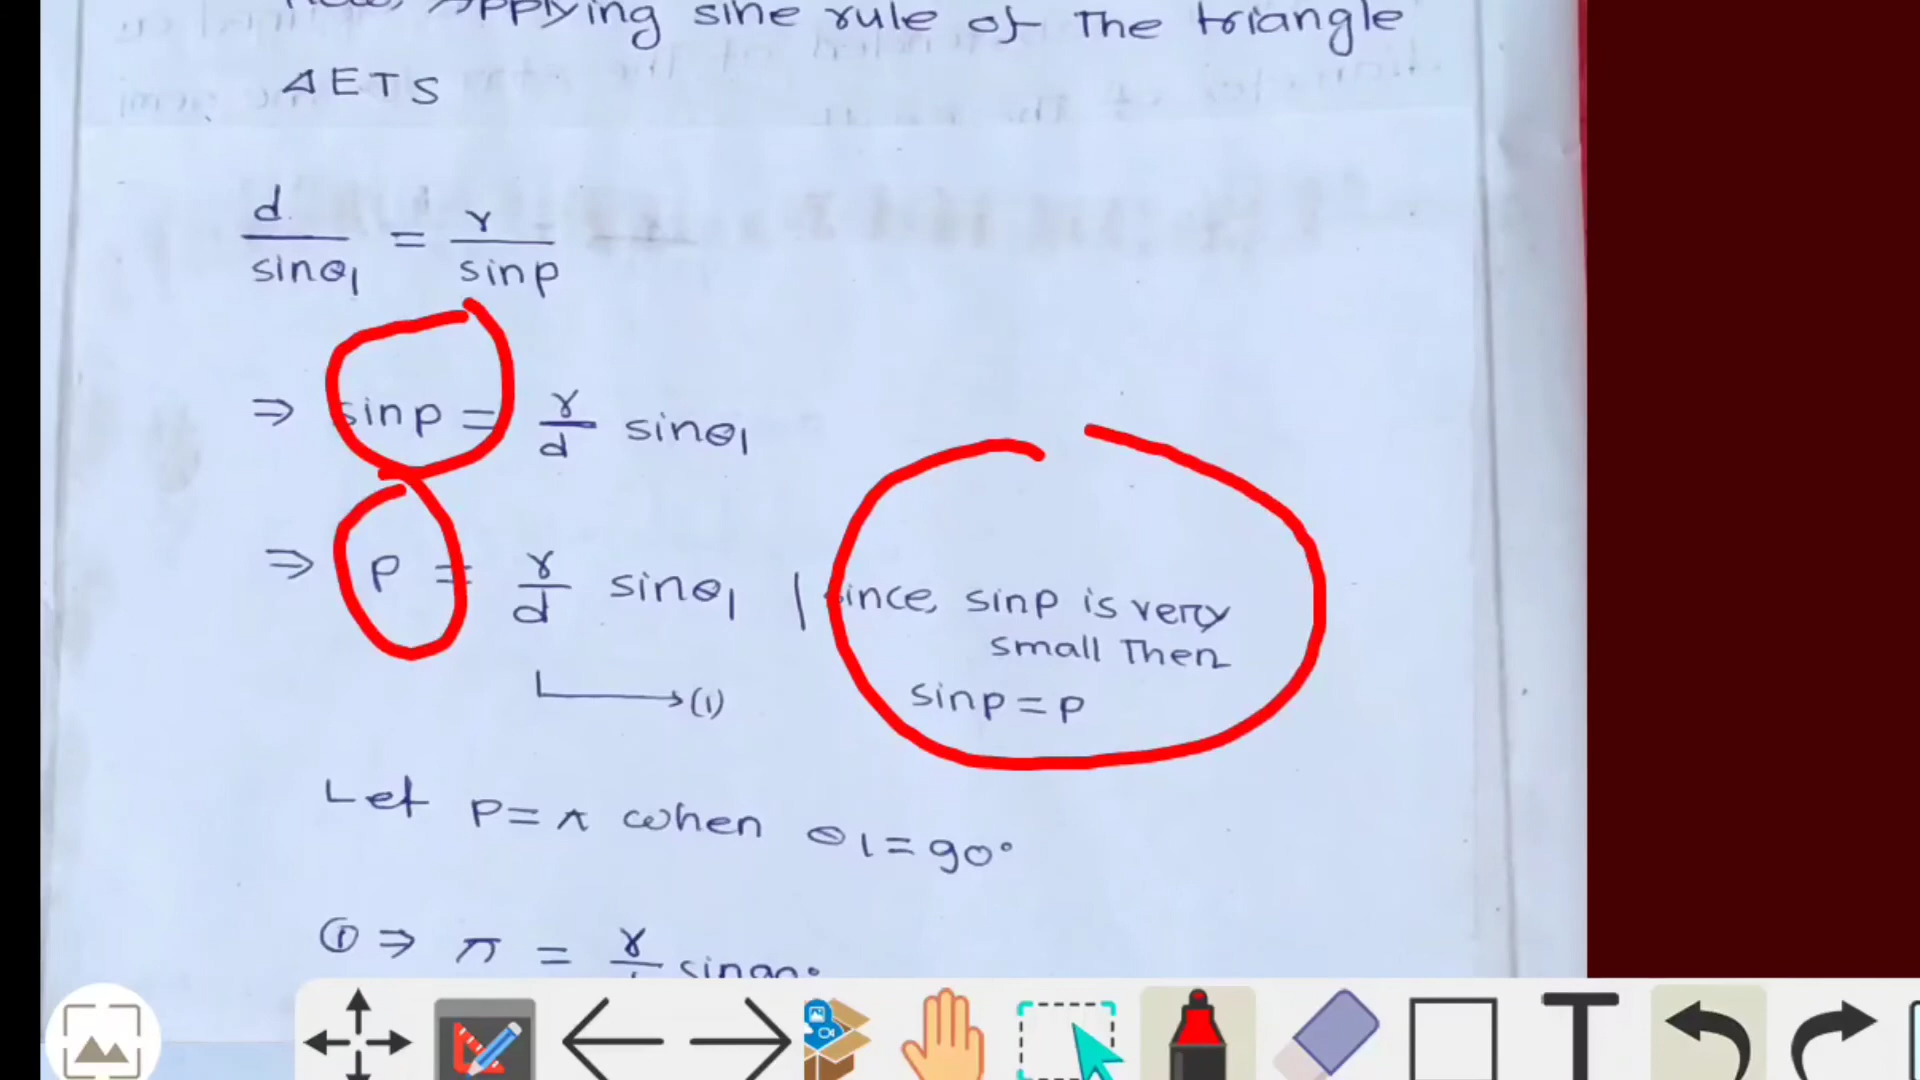 Applying sine rule of The triangle
ΔETS
d/sinθ1 = r/sinp
⇒ sinp = r/d sinθ1
⇒ p = r/d sinθ1 | since, sinp is very
small Then
sinp = p
→(1)
Let p = π when θ1 = 90°
① ⇒ π = r/ sin90°
T